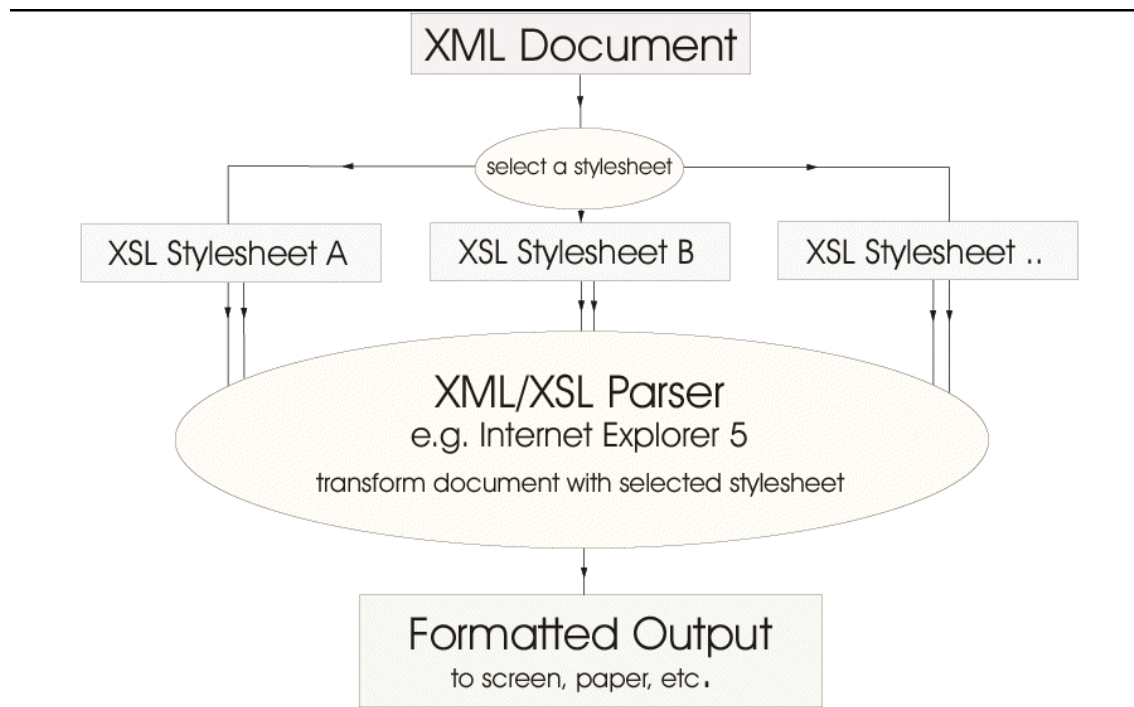 XML Document
select a stylesheet
XSL Stylesheet A
XSL Stylesheet B
XSL Stylesheet ..
XML/XSL Parser
e.g. Internet Explorer 5
transform document with selected stylesheet
Formatted Output
to screen, paper, etc.